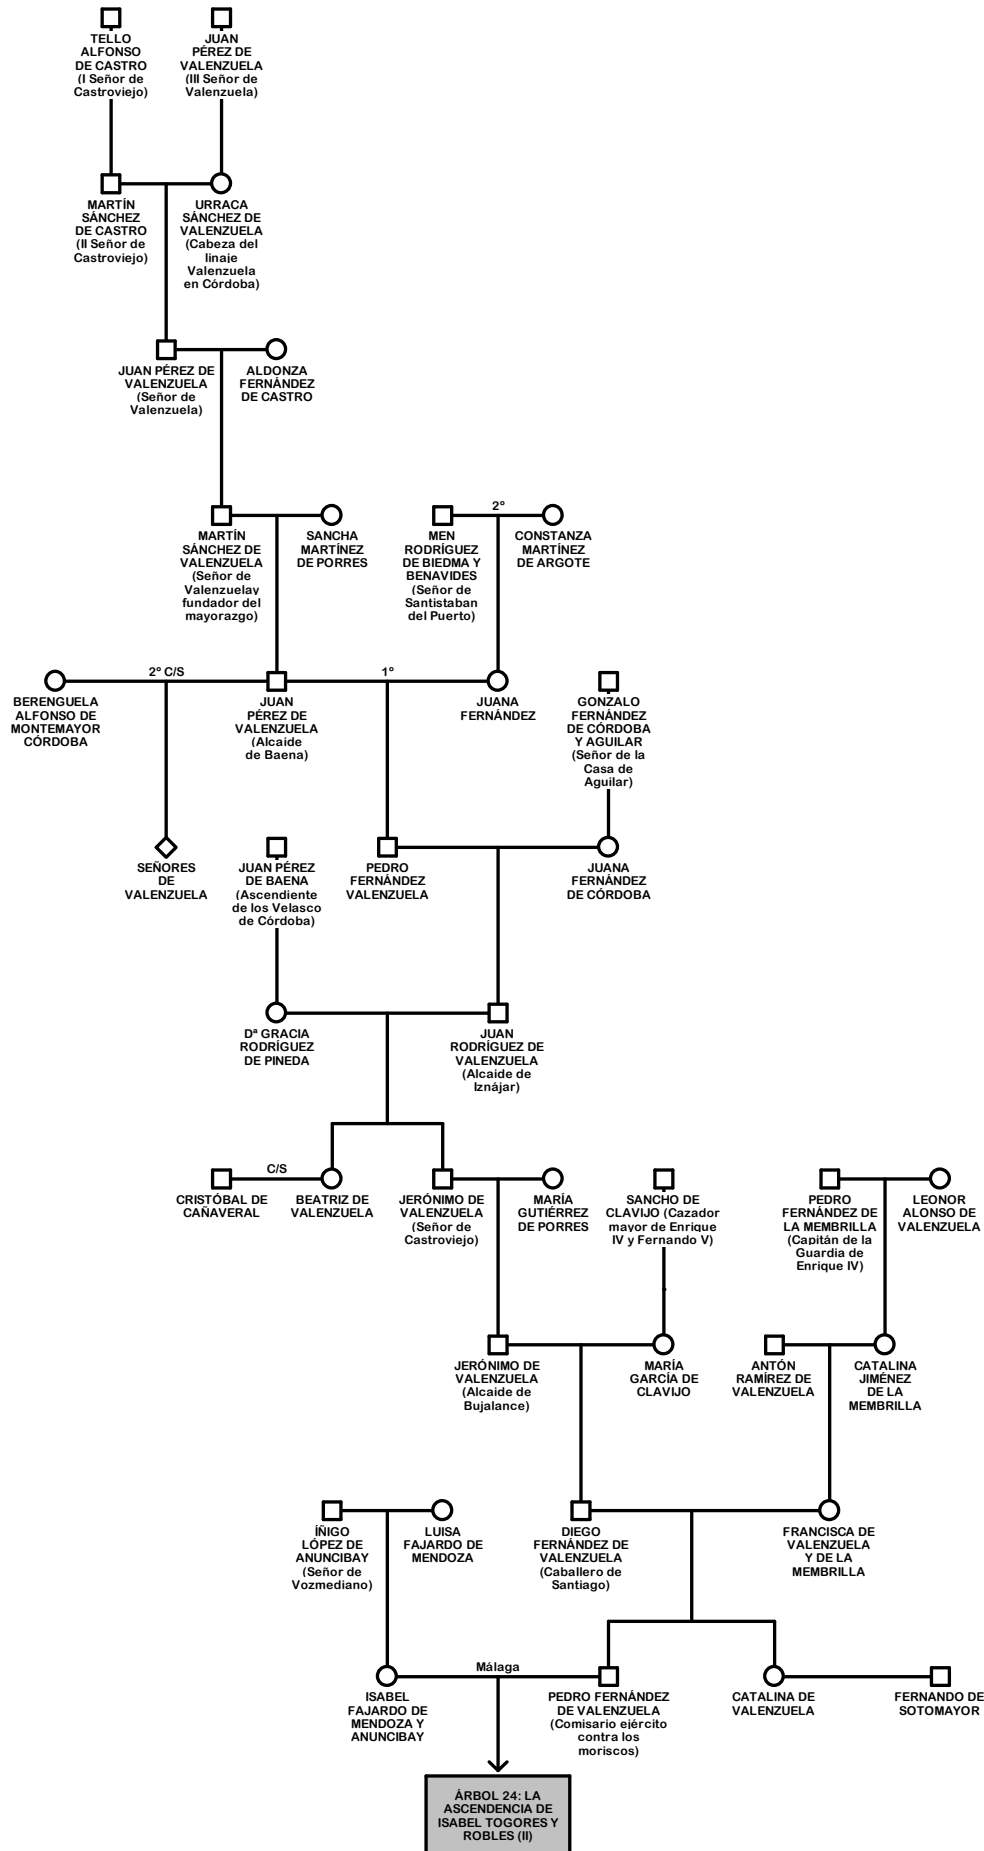 TELLO
ALFONSO
DE CASTRO
(I Señor de
Castroviejo)
JUAN
PÉREZ DE
VALENZUELA
(III Señor de
Valenzuela)
MARTÍN
SÁNCHEZ
DE CASTRO
(II Señor de
Castroviejo)
URRACA
SÁNCHEZ DE
VALENZUELA
(Cabeza del
linaje
Valenzuela
en Córdoba)
JUAN PÉREZ DE
VALENZUELA
(Señor de
Valenzuela)
ALDONZA
FERNÁNDEZ
DE CASTRO
MARTÍN
SÁNCHEZ DE
VALENZUELA
(Señor de
Valenzuelay
fundador del
mayorazgo)
SANCHA
MARTÍNEZ
DE PORRES
2º
MEN
RODRÍGUEZ
DE BIEDMA Y
BENAVIDES
(Señor de
Santistaban
del Puerto)
CONSTANZA
MARTÍNEZ
DE ARGOTE
2º C/S
1º
BERENGUELA
ALFONSO DE
MONTEMAYOR
CÓRDOBA
JUAN
PÉREZ DE
VALENZUELA
(Alcaide
de Baena)
JUANA
FERNÁNDEZ
GONZALO
FERNÁNDEZ
DE CÓRDOBA
Y AGUILAR
(Señor de la
Casa de
Aguilar)
SEÑORES
DE
VALENZUELA
JUAN PÉREZ
DE BAENA
(Ascendiente
de los Velasco
de Córdoba)
PEDRO
FERNÁNDEZ
VALENZUELA
JUANA
FERNÁNDEZ
DE CÓRDOBA
Dª GRACIA
RODRÍGUEZ
DE PINEDA
JUAN
RODRÍGUEZ DE
VALENZUELA
(Alcaide de
Iznájar)
C/S
CRISTÓBAL DE
CAÑAVERAL
BEATRIZ DE
VALENZUELA
JERÓNIMO DE
VALENZUELA
(Señor de
Castroviejo)
MARÍA
GUTIÉRREZ
DE PORRES
SANCHO DE
CLAVIJO (Cazador
mayor de Enrique
IV y Fernando V)
PEDRO
FERNÁNDEZ DE
LA MEMBRILLA
(Capitán de la
Guardia de
Enrique IV)
LEONOR
ALONSO DE
VALENZUELA
JERÓNIMO DE
VALENZUELA
(Alcaide de
Bujalance)
MARÍA
GARCÍA DE
CLAVIJO
ANTÓN
RAMÍREZ DE
VALENZUELA
CATALINA
JIMÉNEZ
DE LA
MEMBRILLA
ÍÑIGO
LÓPEZ DE
ANUNCIBAY
(Señor de
Vozmediano)
LUISA
FAJARDO DE
MENDOZA
DIEGO
FERNÁNDEZ DE
VALENZUELA
(Caballero de
Santiago)
FRANCISCA DE
VALENZUELA
Y DE LA
MEMBRILLA
Málaga
ISABEL
FAJARDO DE
MENDOZA Y
ANUNCIBAY
PEDRO FERNÁNDEZ
DE VALENZUELA
(Comisario ejército
contra los
moriscos)
CATALINA DE
VALENZUELA
FERNANDO DE
SOTOMAYOR
ÁRBOL 24: LA
ASCENDENCIA DE
ISABEL TOGORES Y
ROBLES (II)